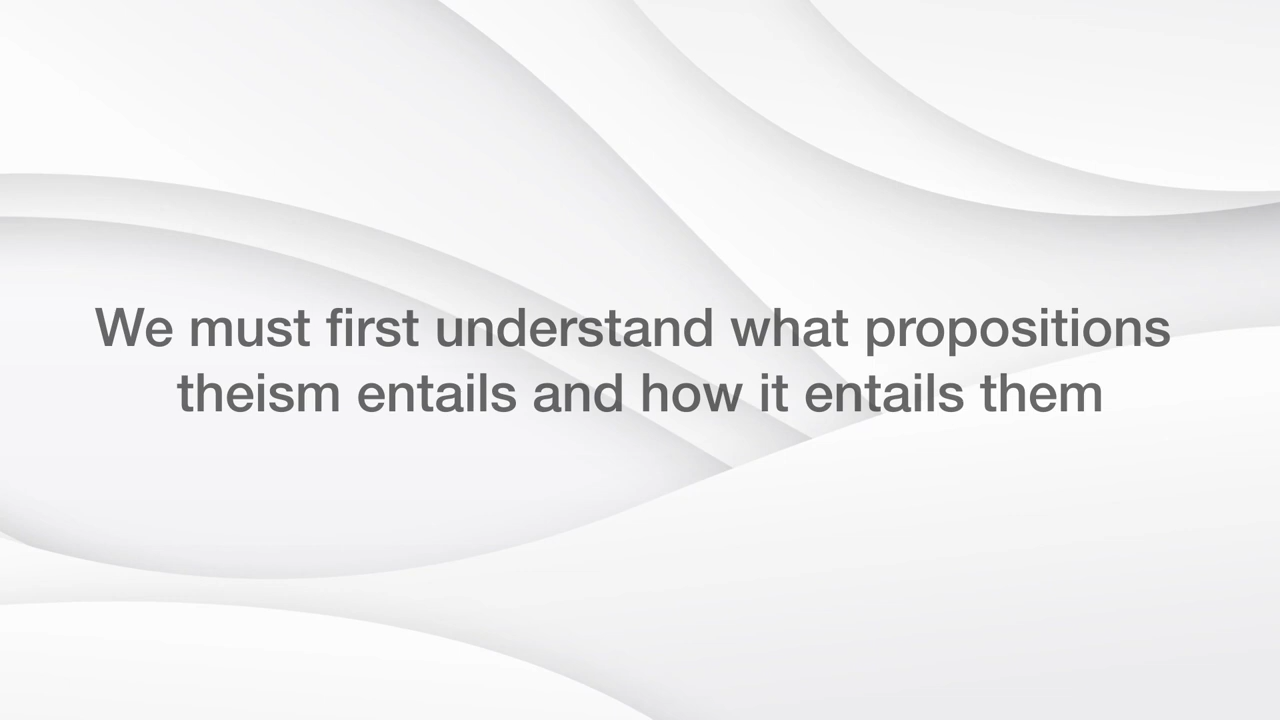 We must first understand what propositions
theism entails and how it entails them